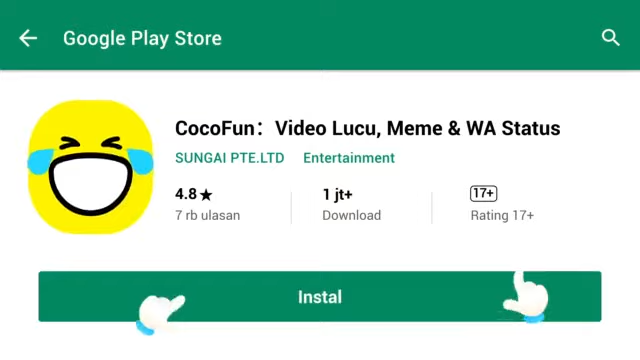 Google Play Store
CocoFun： Video Lucu, Meme & WA Status
SUNGAI PTE.LTD Entertainment
4.8★ 1 jt+ 17+
7 rb ulasan Download Rating 17+
Instal